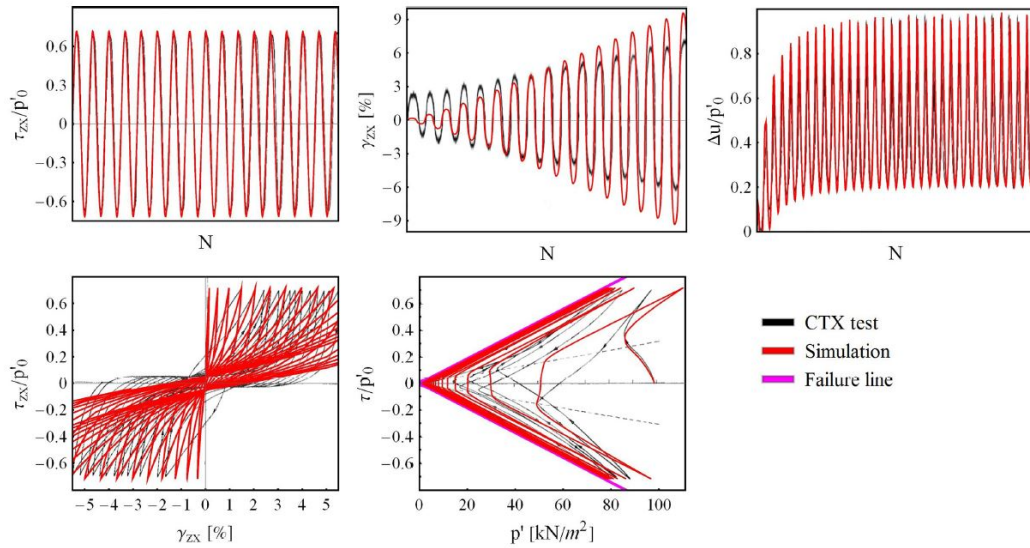 τZX/p'0
0.6
0.3
0
−0.3
−0.6
N
γZX [%]
9
6
3
0
−3
−6
−9
N
Δu/p'0
0.8
0.6
0.4
0.2
0
N
τZX/p'0
0.6
0.4
0.2
0
−0.2
−0.4
−0.6
−5 −4 −3 −2 −1 0 1 2 3 4 5
γZX [%]
τ/p'0
0.6
0.4
0.2
0
−0.2
−0.4
−0.6
0 20 40 60 80 100
p' [kN/m²]
CTX test
Simulation
Failure line